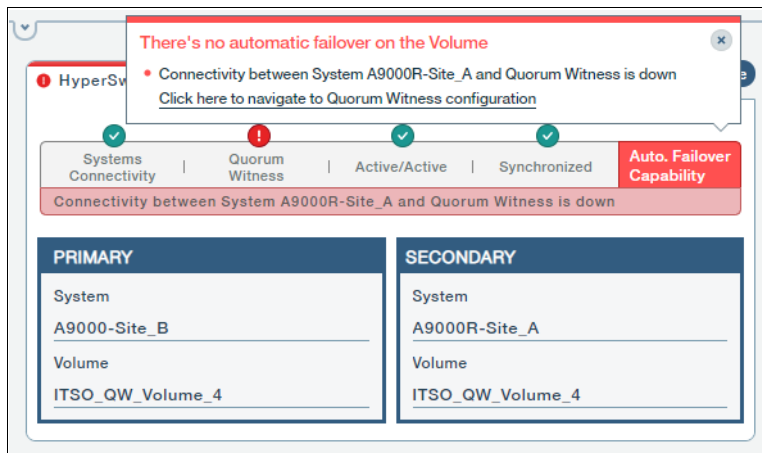 There's no automatic failover on the Volume
• Connectivity between System A9000R-Site_A and Quorum Witness is down
Click here to navigate to Quorum Witness configuration
Systems Connectivity | Quorum Witness | Active/Active | Synchronized
Auto. Failover Capability
Connectivity between System A9000R-Site_A and Quorum Witness is down
PRIMARY
System
A9000-Site_B
Volume
ITSO_QW_Volume_4
SECONDARY
System
A9000R-Site_A
Volume
ITSO_QW_Volume_4